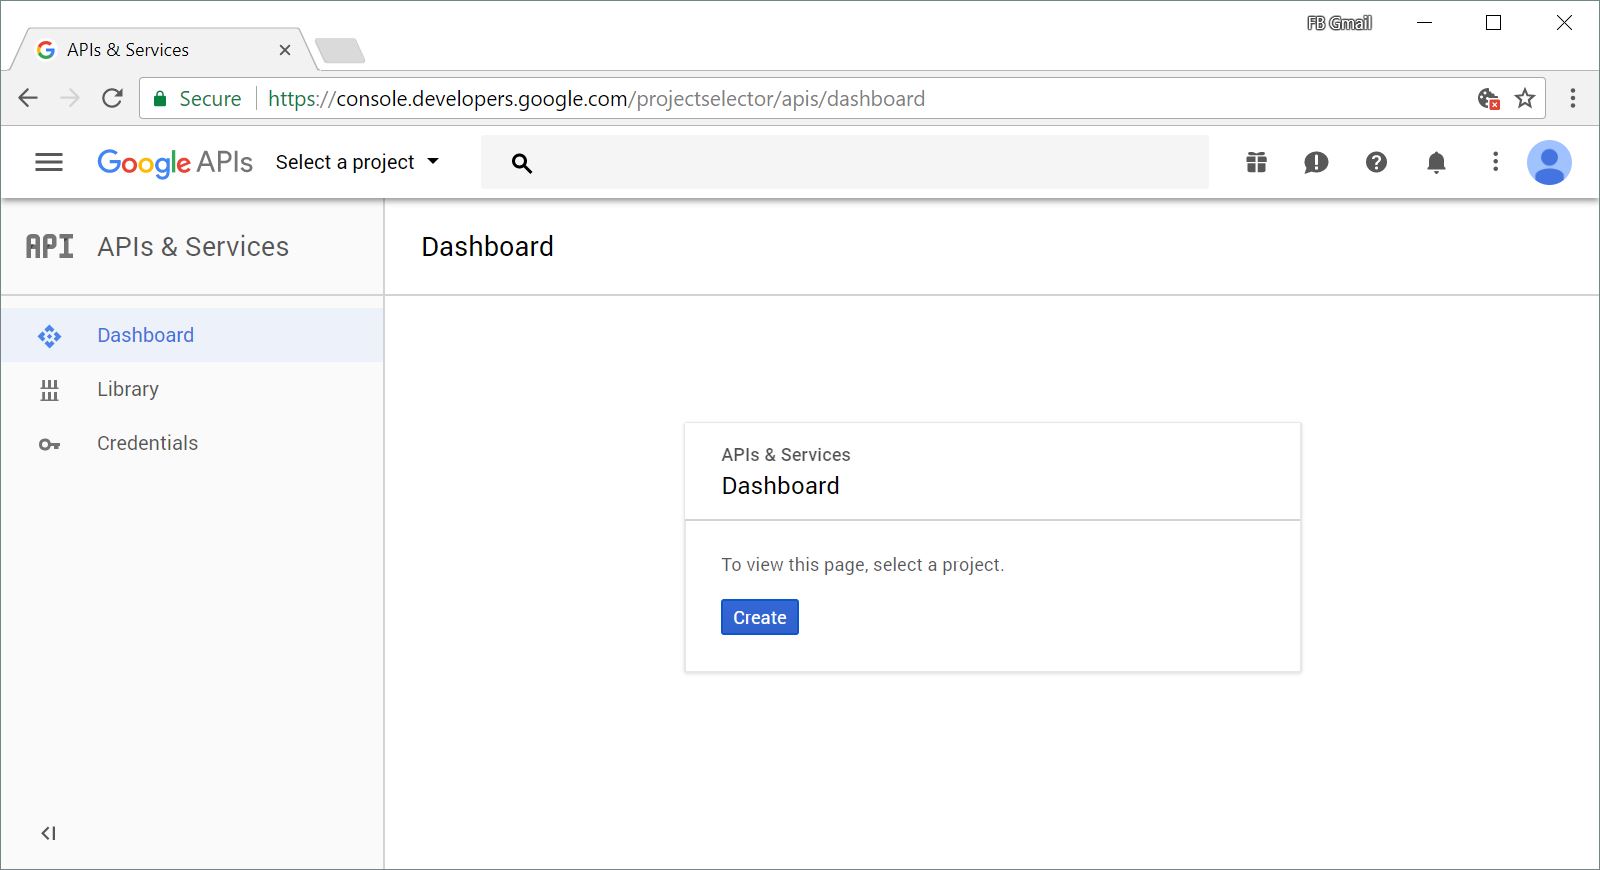 FB Gmail
APIs & Services
Secure https://console.developers.google.com/projectselector/apis/dashboard
Google APIs Select a project
API APIs & Services
Dashboard
Dashboard
Library
Credentials
APIs & Services
Dashboard
To view this page, select a project.
Create